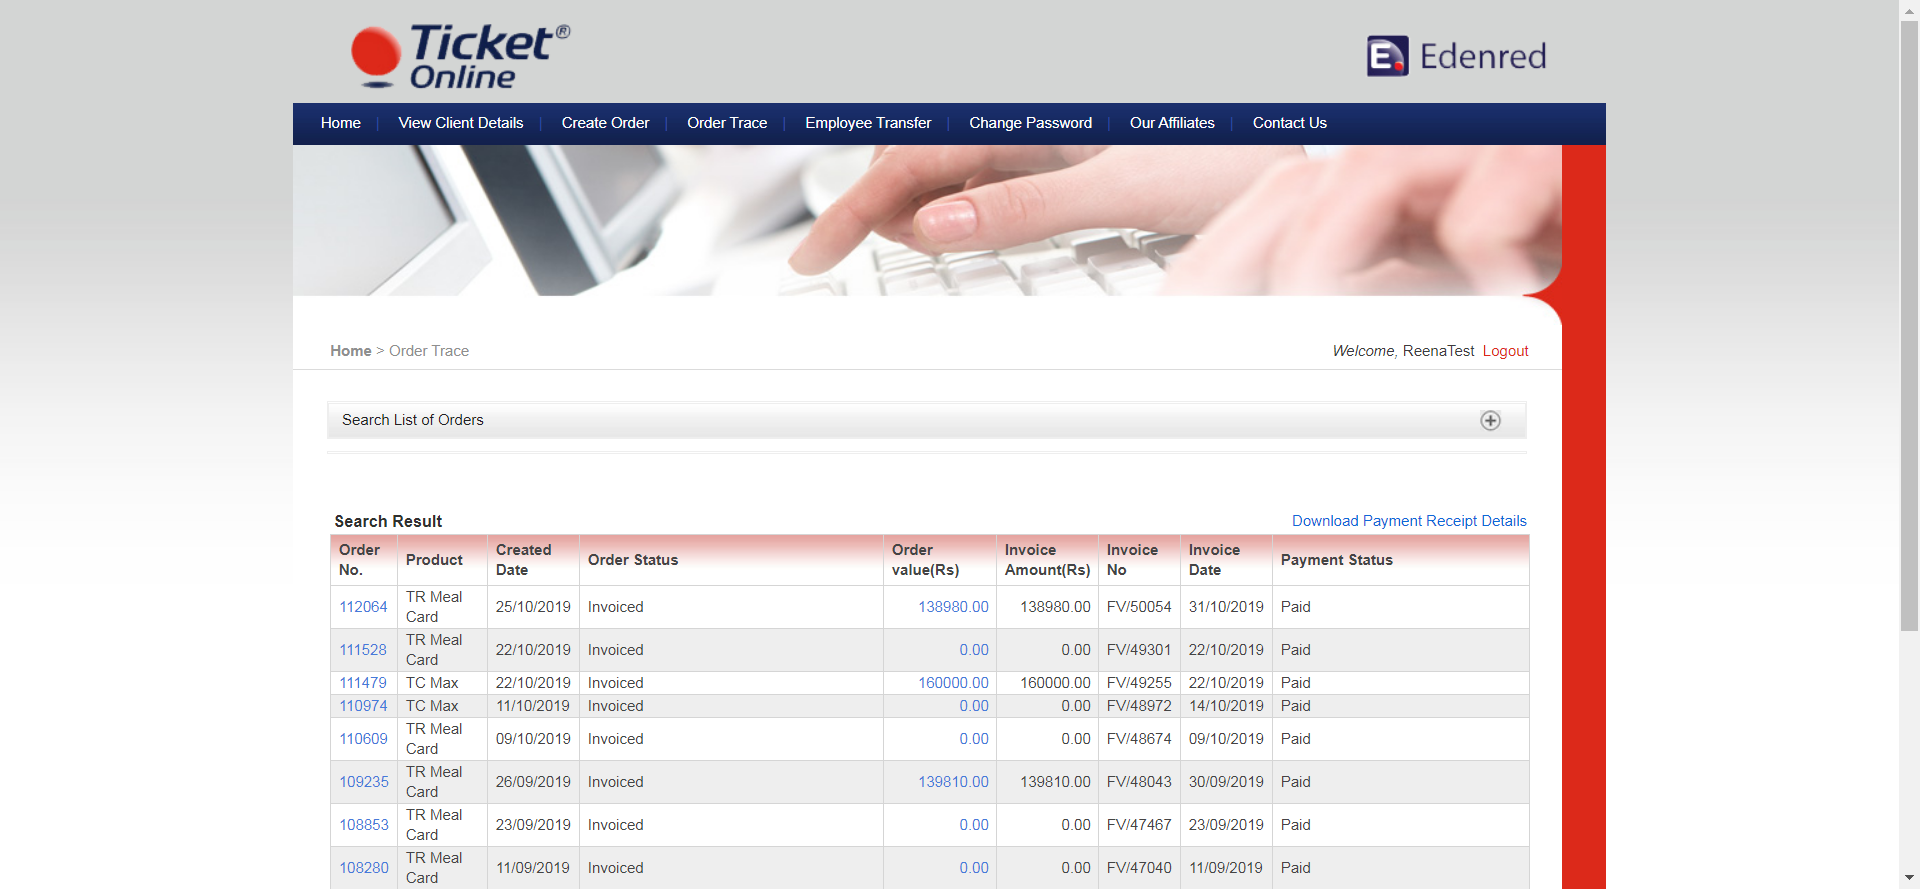 Ticket®
Online
Edenred
Home | View Client Details | Create Order | Order Trace | Employee Transfer | Change Password | Our Affiliates | Contact Us
Home > Order Trace
Welcome, ReenaTest Logout
Search List of Orders
Search Result
Download Payment Receipt Details
Order No. Product Created Date Order Status Order value(Rs) Invoice Amount(Rs) Invoice No Invoice Date Payment Status
112064 TR Meal Card 25/10/2019 Invoiced 138980.00 138980.00 FV/50054 31/10/2019 Paid
111528 TR Meal Card 22/10/2019 Invoiced 0.00 0.00 FV/49301 22/10/2019 Paid
111479 TC Max 22/10/2019 Invoiced 160000.00 160000.00 FV/49255 22/10/2019 Paid
110974 TC Max 11/10/2019 Invoiced 0.00 0.00 FV/48972 14/10/2019 Paid
110609 TR Meal Card 09/10/2019 Invoiced 0.00 0.00 FV/48674 09/10/2019 Paid
109235 TR Meal Card 26/09/2019 Invoiced 139810.00 139810.00 FV/48043 30/09/2019 Paid
108853 TR Meal Card 23/09/2019 Invoiced 0.00 0.00 FV/47467 23/09/2019 Paid
108280 TR Meal Card 11/09/2019 Invoiced 0.00 0.00 FV/47040 11/09/2019 Paid